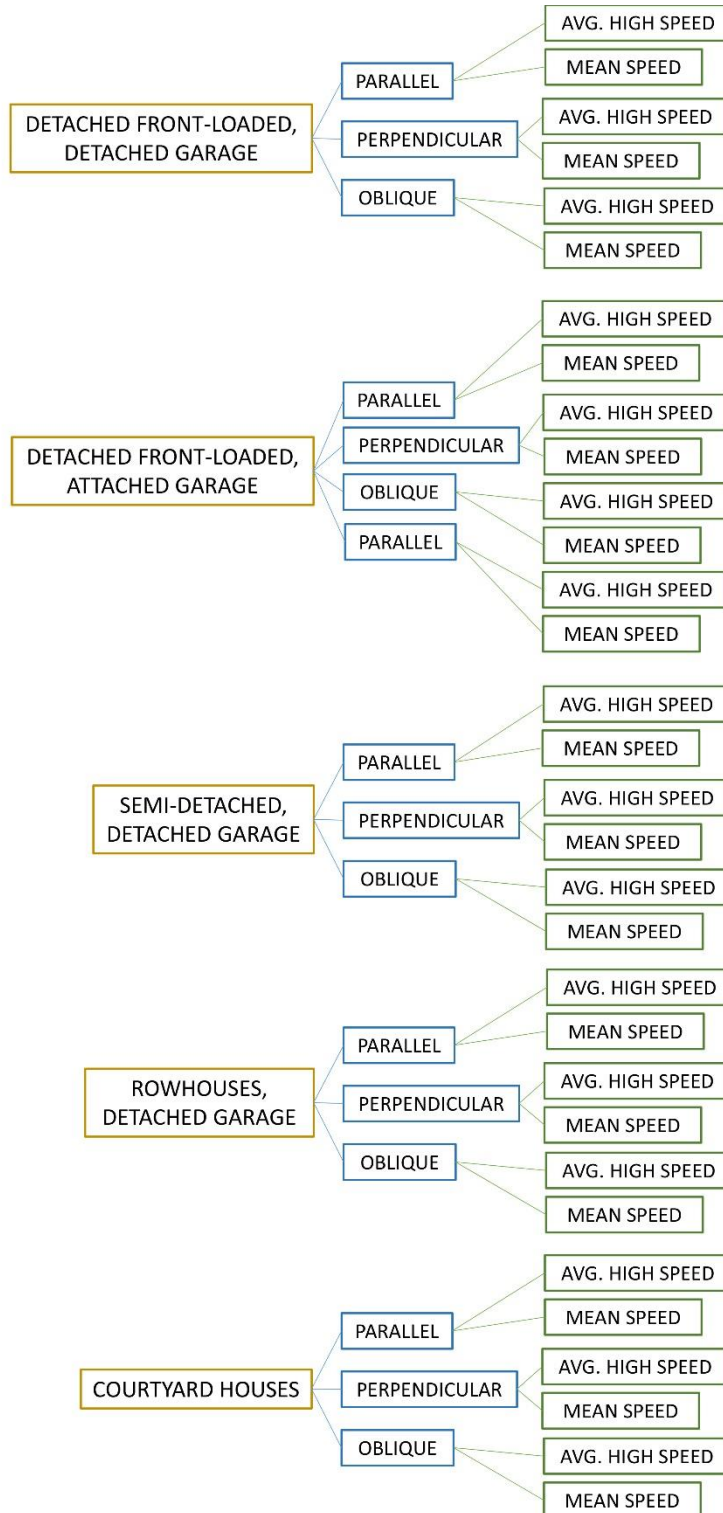 AVG. HIGH SPEED
PARALLEL
MEAN SPEED
DETACHED FRONT-LOADED,
DETACHED GARAGE
PERPENDICULAR
AVG. HIGH SPEED
MEAN SPEED
OBLIQUE
AVG. HIGH SPEED
MEAN SPEED
AVG. HIGH SPEED
MEAN SPEED
PARALLEL
AVG. HIGH SPEED
DETACHED FRONT-LOADED,
ATTACHED GARAGE
PERPENDICULAR
MEAN SPEED
OBLIQUE
AVG. HIGH SPEED
PARALLEL
MEAN SPEED
AVG. HIGH SPEED
MEAN SPEED
AVG. HIGH SPEED
PARALLEL
MEAN SPEED
SEMI-DETACHED,
DETACHED GARAGE
PERPENDICULAR
AVG. HIGH SPEED
MEAN SPEED
OBLIQUE
AVG. HIGH SPEED
MEAN SPEED
AVG. HIGH SPEED
PARALLEL
MEAN SPEED
ROWHOUSES,
DETACHED GARAGE
PERPENDICULAR
AVG. HIGH SPEED
MEAN SPEED
OBLIQUE
AVG. HIGH SPEED
MEAN SPEED
AVG. HIGH SPEED
PARALLEL
MEAN SPEED
COURTYARD HOUSES
PERPENDICULAR
AVG. HIGH SPEED
MEAN SPEED
OBLIQUE
AVG. HIGH SPEED
MEAN SPEED